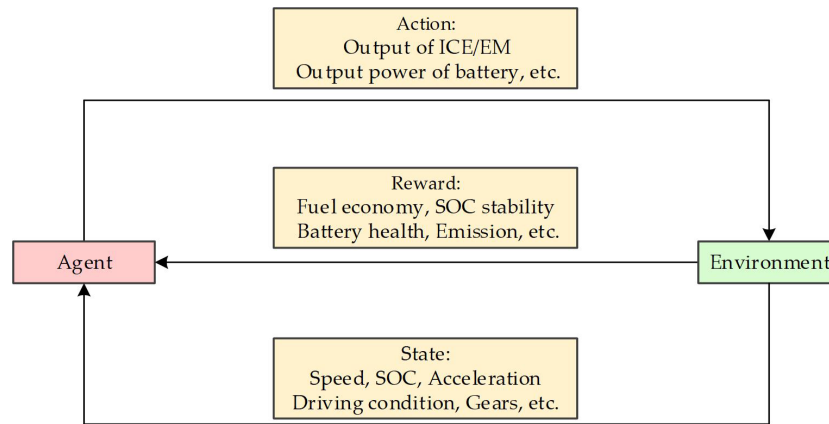 Action:
Output of ICE/EM
Output power of battery, etc.
Reward:
Fuel economy, SOC stability
Battery health, Emission, etc.
Agent
Environment
State:
Speed, SOC, Acceleration
Driving condition, Gears, etc.